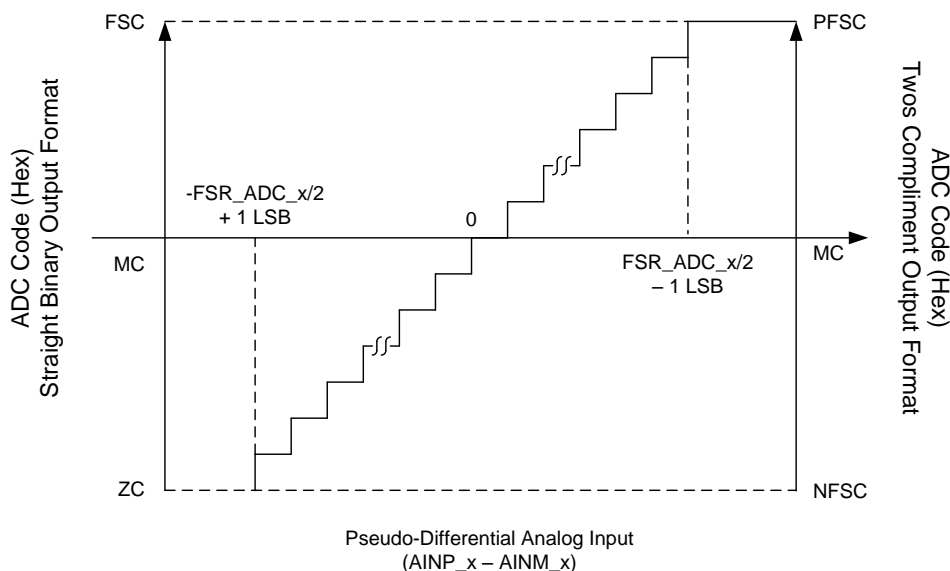 FSC
PFSC
ADC Code (Hex)
Straight Binary Output Format
ADC Code (Hex)
Twos Compliment Output Format
-FSR_ADC_x/2
+ 1 LSB
0
MC
MC
FSR_ADC_x/2
– 1 LSB
ZC
NFSC
Pseudo-Differential Analog Input
(AINP_x – AINM_x)